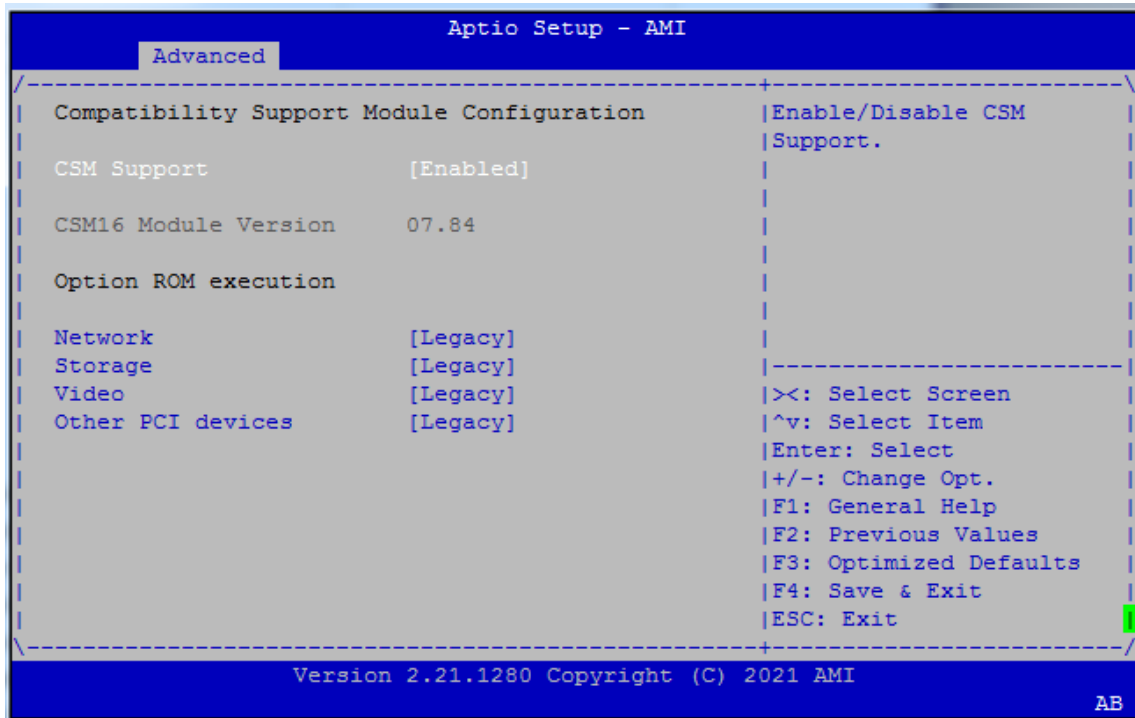 Aptio Setup – AMI
Advanced
Compatibility Support Module Configuration
Enable/Disable CSM
Support.
CSM Support [Enabled]
CSM16 Module Version 07.84
Option ROM execution
Network [Legacy]
Storage [Legacy]
Video [Legacy]
Other PCI devices [Legacy]
><: Select Screen
^v: Select Item
Enter: Select
+/-: Change Opt.
F1: General Help
F2: Previous Values
F3: Optimized Defaults
F4: Save & Exit
ESC: Exit
Version 2.21.1280 Copyright (C) 2021 AMI
AB